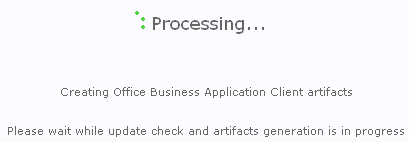 Processing...
Creating Office Business Application Client artifacts
Please wait while update check and artifacts generation is in progress